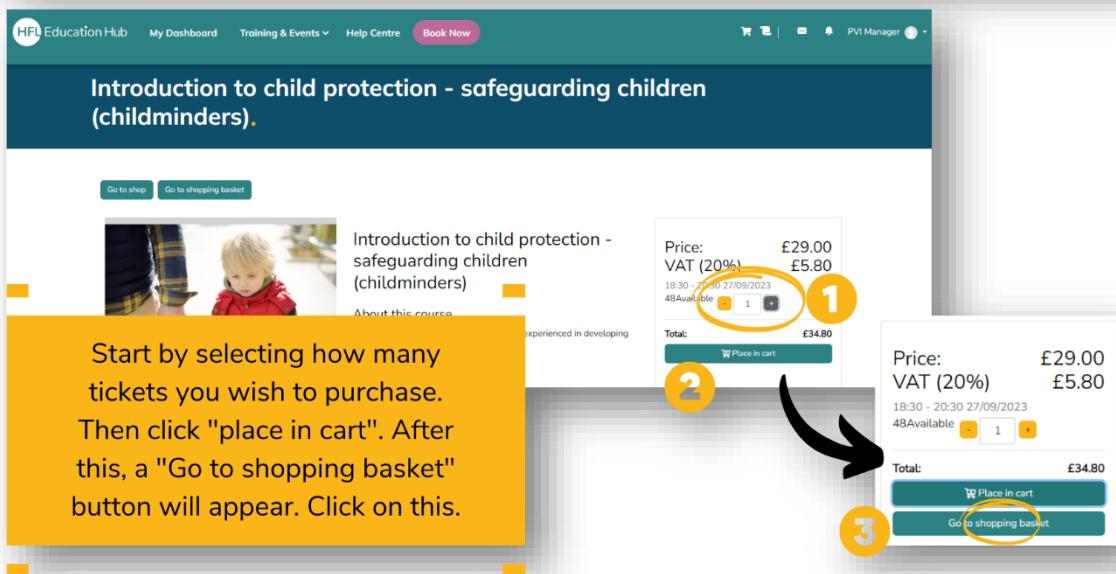 HFL Education Hub My Dashboard Training & Events Help Centre Book Now PVI Manager
Introduction to child protection - safeguarding children
(childminders).
Go to shop Go to shopping basket
Introduction to child protection -
safeguarding children
(childminders)
About this course
experienced in developing
Price: £29.00
VAT (20%) £5.80
18:30 - 20:30 27/09/2023
48Available - 1 +
Total: £34.80
Place in cart
1
2
Start by selecting how many
tickets you wish to purchase.
Then click "place in cart". After
this, a "Go to shopping basket"
button will appear. Click on this.
Price: £29.00
VAT (20%) £5.80
18:30 - 20:30 27/09/2023
48Available - 1 +
Total: £34.80
Place in cart
Go to shopping basket
3